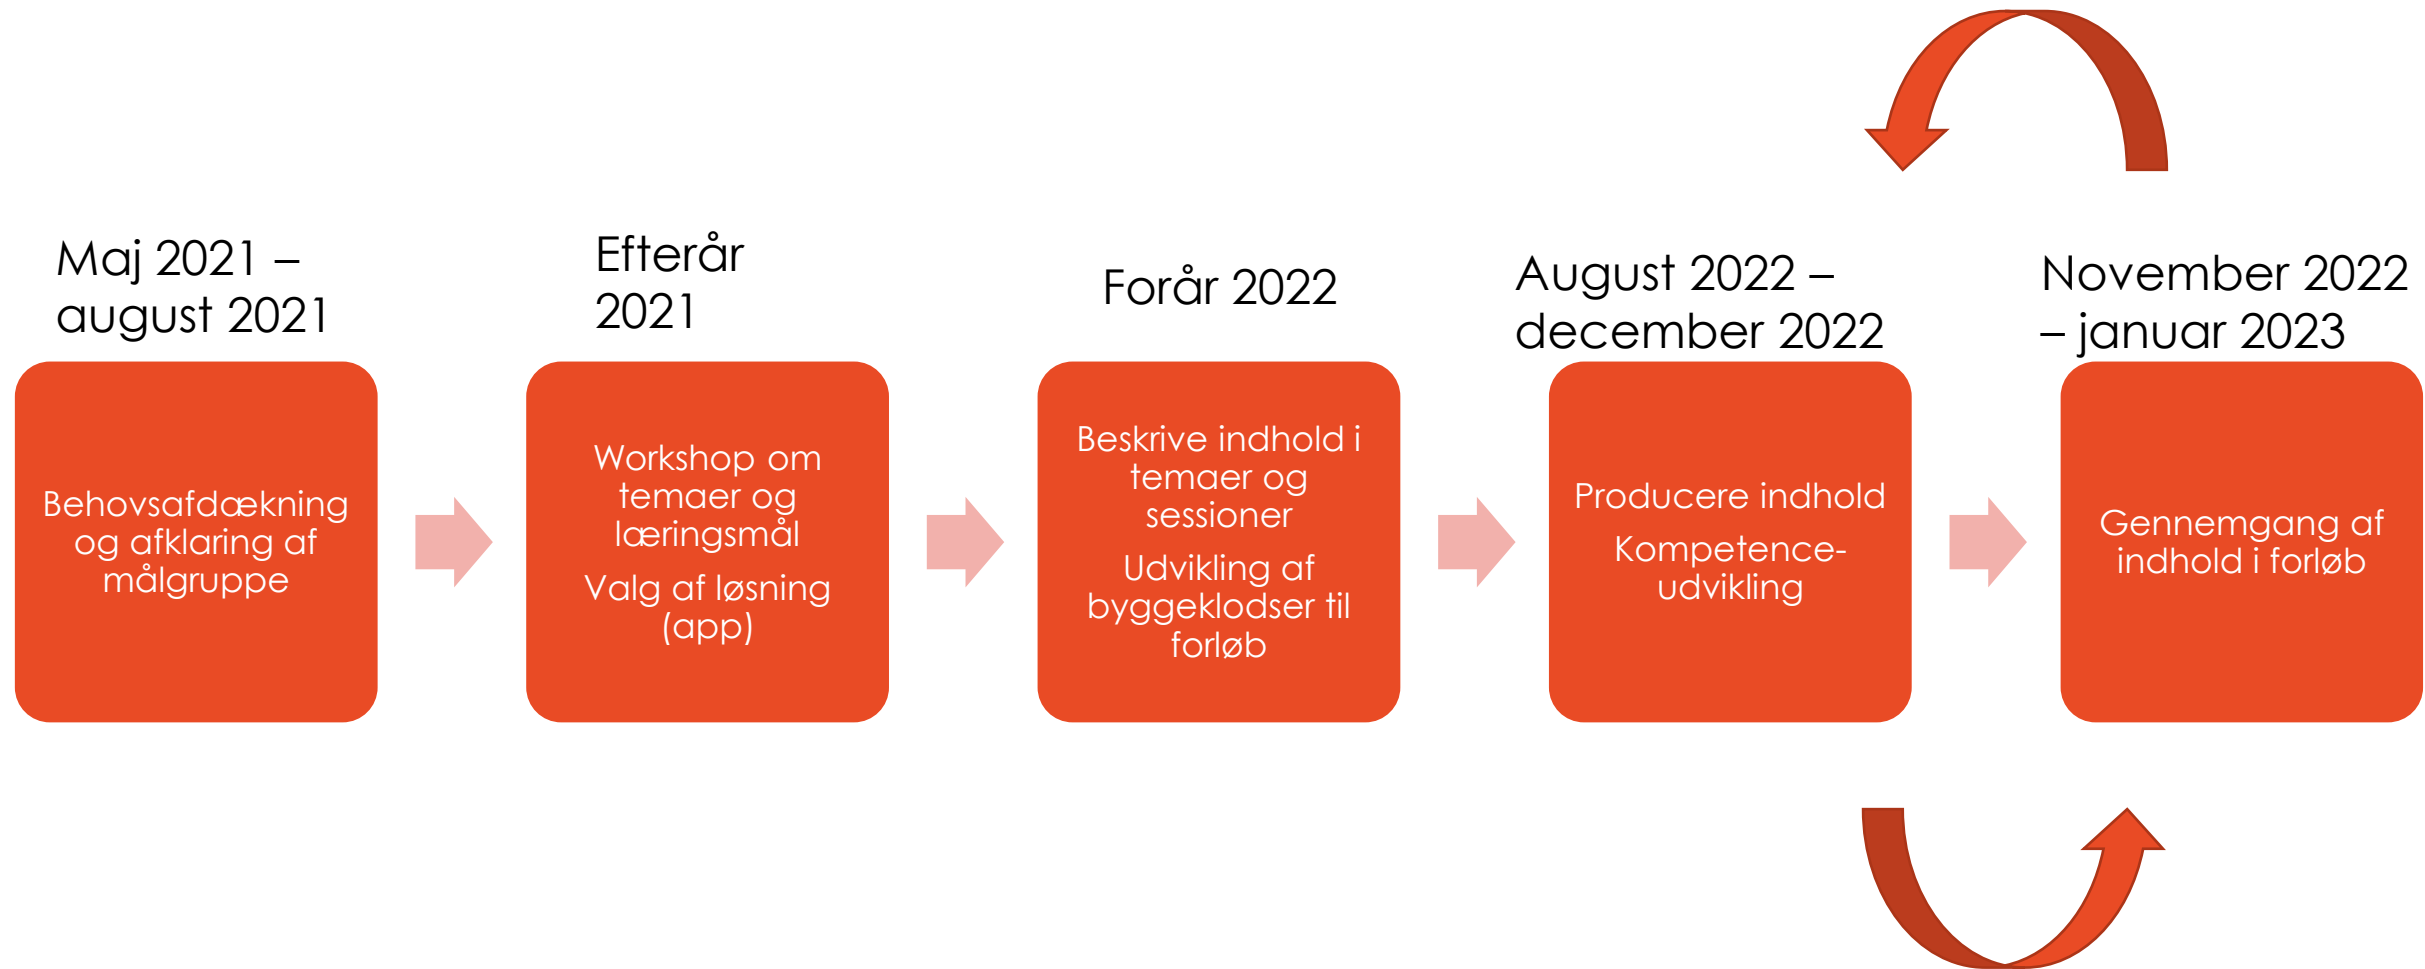 Maj 2021 –
august 2021
Behovsafdækning
og afklaring af
målgruppe
Efterår
2021
Workshop om
temaer og
læringsmål
Valg af løsning
(app)
Forår 2022
Beskrive indhold i
temaer og
sessioner
Udvikling af
byggeklodser til
forløb
August 2022 –
december 2022
Producere indhold
Kompetence-
udvikling
November 2022
– januar 2023
Gennemgang af
indhold i forløb